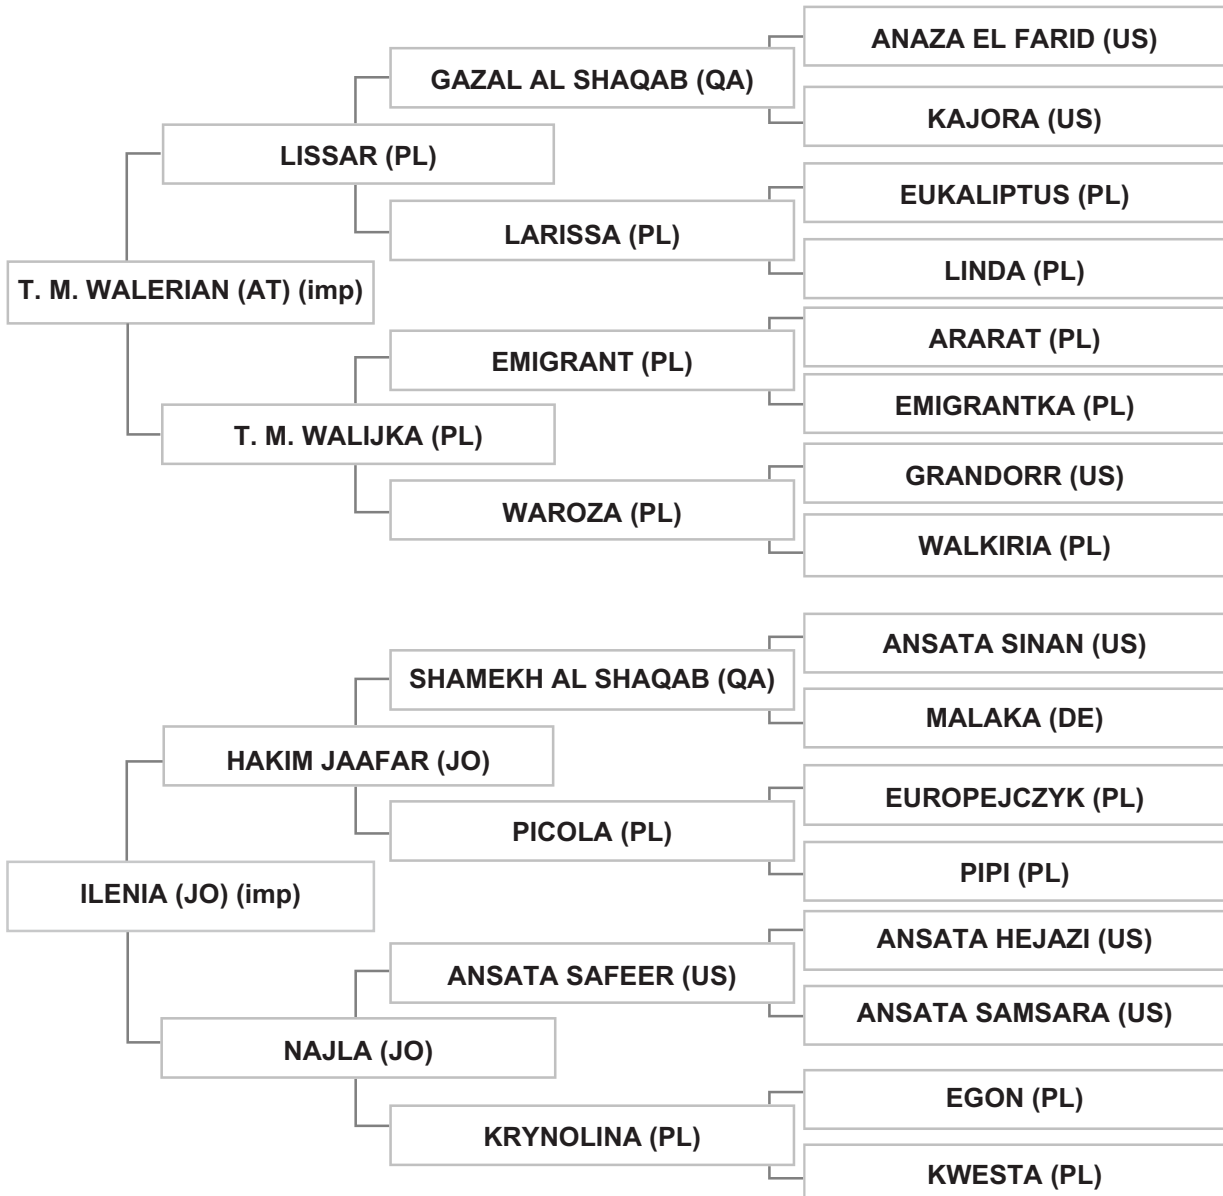 ANAZA EL FARID (US)
GAZAL AL SHAQAB (QA)
KAJORA (US)
LISSAR (PL)
EUKALIPTUS (PL)
LARISSA (PL)
LINDA (PL)
T. M. WALERIAN (AT) (imp)
ARARAT (PL)
EMIGRANT (PL)
EMIGRANTKA (PL)
T. M. WALIJKA (PL)
GRANDORR (US)
WAROZA (PL)
WALKIRIA (PL)
ANSATA SINAN (US)
SHAMEKH AL SHAQAB (QA)
MALAKA (DE)
HAKIM JAAFAR (JO)
EUROPEJCZYK (PL)
PICOLA (PL)
PIPI (PL)
ILENIA (JO) (imp)
ANSATA HEJAZI (US)
ANSATA SAFEER (US)
ANSATA SAMSARA (US)
NAJLA (JO)
EGON (PL)
KRYNOLINA (PL)
KWESTA (PL)